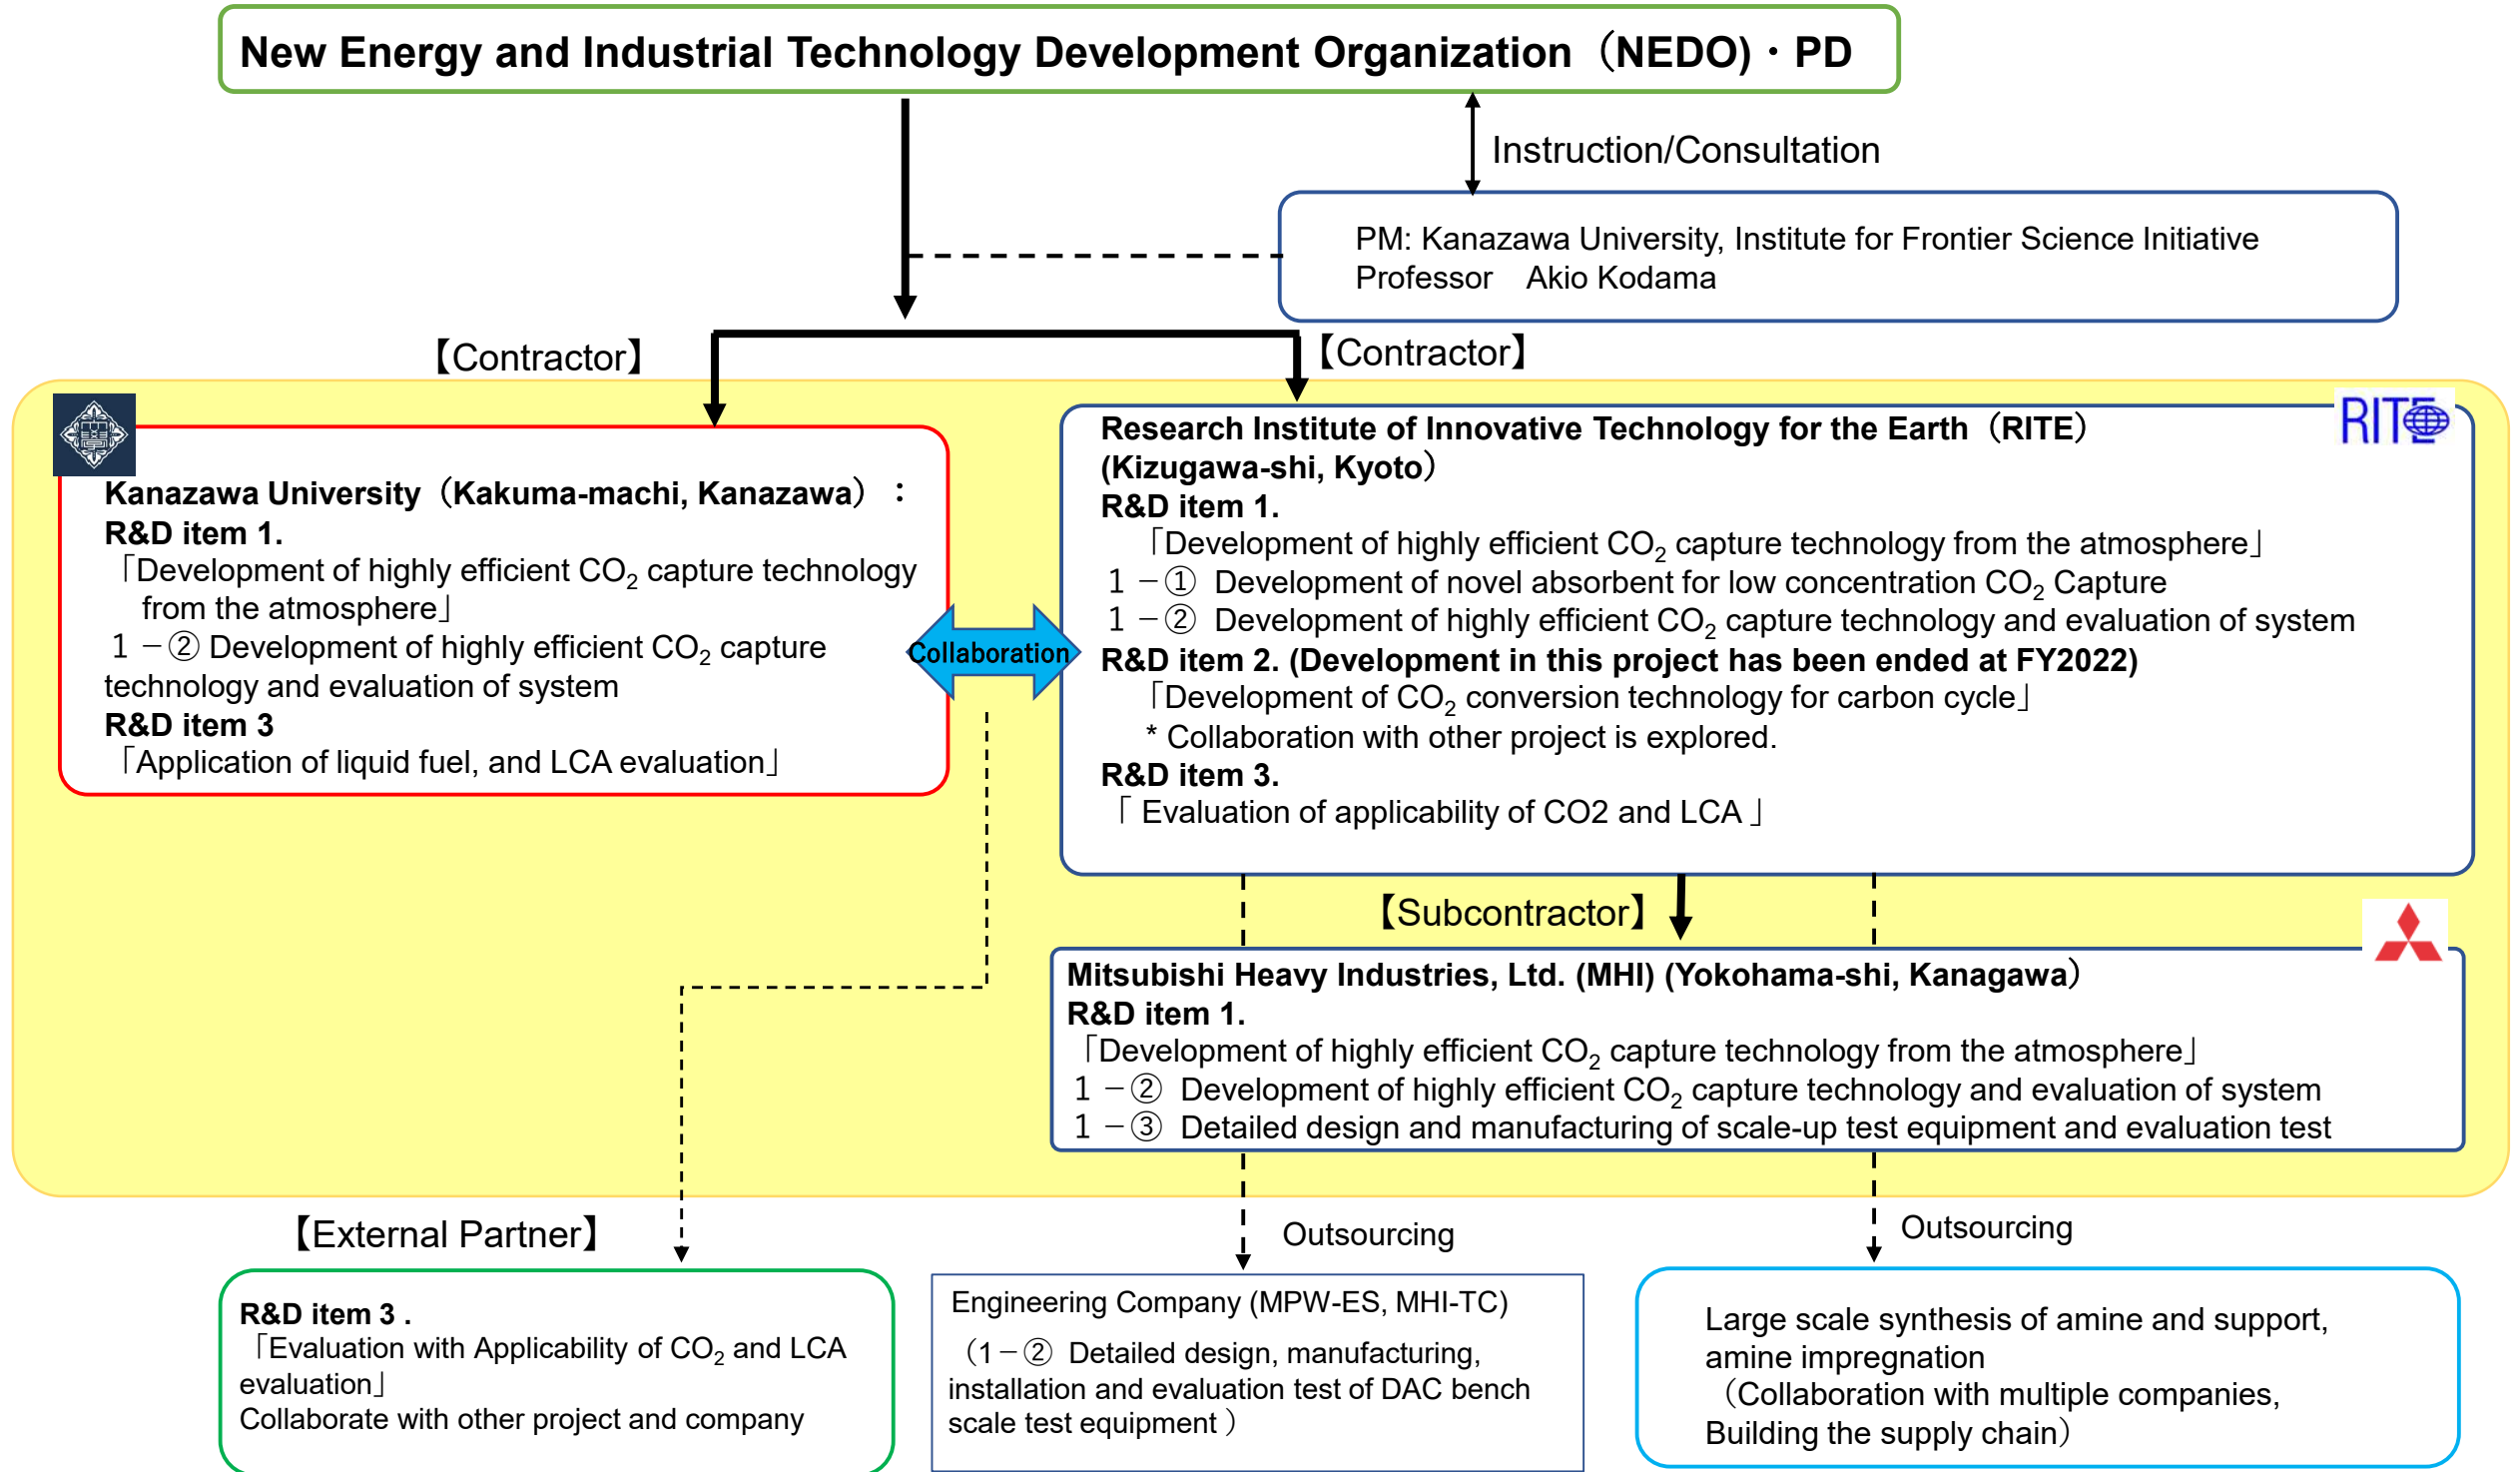 New Energy and Industrial Technology Development Organization（NEDO)・PD
Instruction/Consultation
PM: Kanazawa University, Institute for Frontier Science Initiative
Professor　Akio Kodama
【Contractor】
【Contractor】
Kanazawa University（Kakuma-machi, Kanazawa）：
R&D item 1.
「Development of highly efficient CO₂ capture technology
from the atmosphere」
１－② Development of highly efficient CO₂ capture
technology and evaluation of system
R&D item 3
「Application of liquid fuel, and LCA evaluation」
Collaboration
RITE
Research Institute of Innovative Technology for the Earth（RITE）
(Kizugawa-shi, Kyoto）
R&D item 1.
「Development of highly efficient CO₂ capture technology from the atmosphere」
１－① Development of novel absorbent for low concentration CO₂ Capture
１－② Development of highly efficient CO₂ capture technology and evaluation of system
R&D item 2. (Development in this project has been ended at FY2022)
「Development of CO₂ conversion technology for carbon cycle」
* Collaboration with other project is explored.
R&D item 3.
「 Evaluation of applicability of CO2 and LCA 」
【Subcontractor】
Mitsubishi Heavy Industries, Ltd. (MHI) (Yokohama-shi, Kanagawa）
R&D item 1.
「Development of highly efficient CO₂ capture technology from the atmosphere」
１－② Development of highly efficient CO₂ capture technology and evaluation of system
１－③ Detailed design and manufacturing of scale-up test equipment and evaluation test
【External Partner】
Outsourcing
Outsourcing
R&D item 3 .
「Evaluation with Applicability of CO₂ and LCA
evaluation」
Collaborate with other project and company
Engineering Company (MPW-ES, MHI-TC)
（1－② Detailed design, manufacturing,
installation and evaluation test of DAC bench
scale test equipment ）
Large scale synthesis of amine and support,
amine impregnation
（Collaboration with multiple companies,
Building the supply chain）